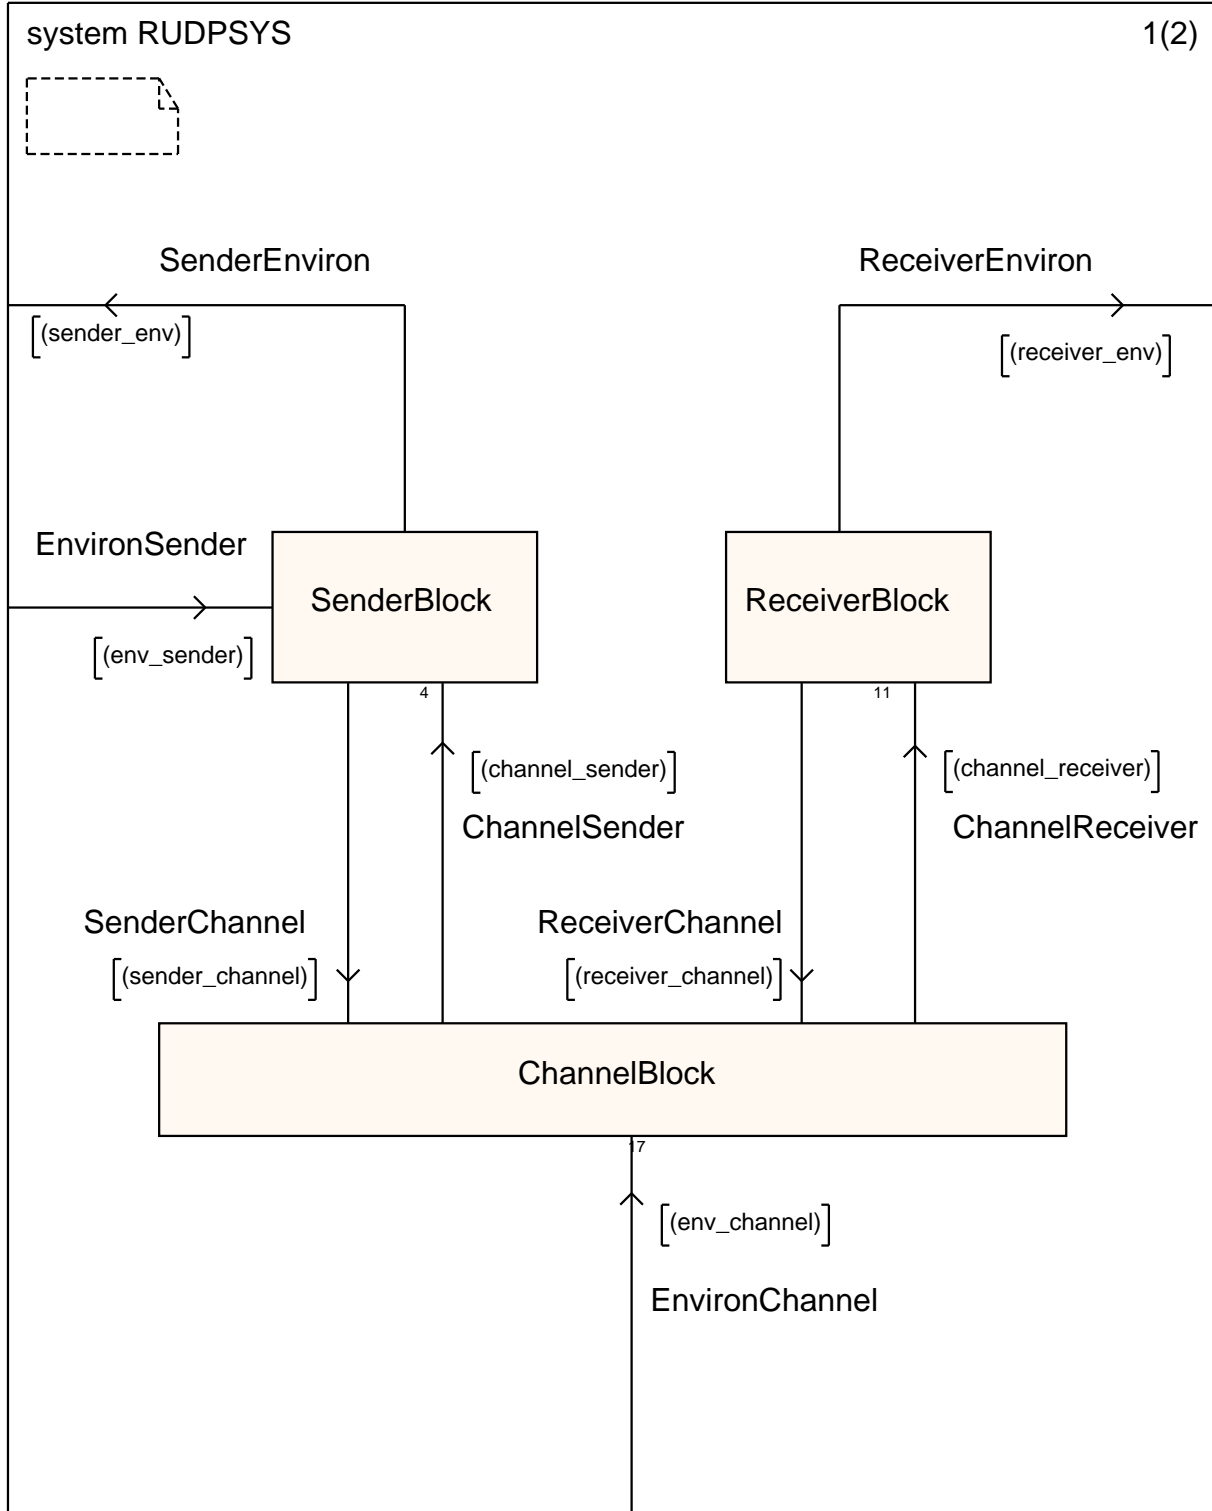 system RUDPSYS
1(2)
SenderEnviron
ReceiverEnviron
[(sender_env)]
[(receiver_env)]
EnvironSender
SenderBlock
ReceiverBlock
[(env_sender)]
4
11
[(channel_sender)]
[(channel_receiver)]
ChannelSender
ChannelReceiver
SenderChannel
ReceiverChannel
[(sender_channel)]
[(receiver_channel)]
ChannelBlock
17
[(env_channel)]
EnvironChannel